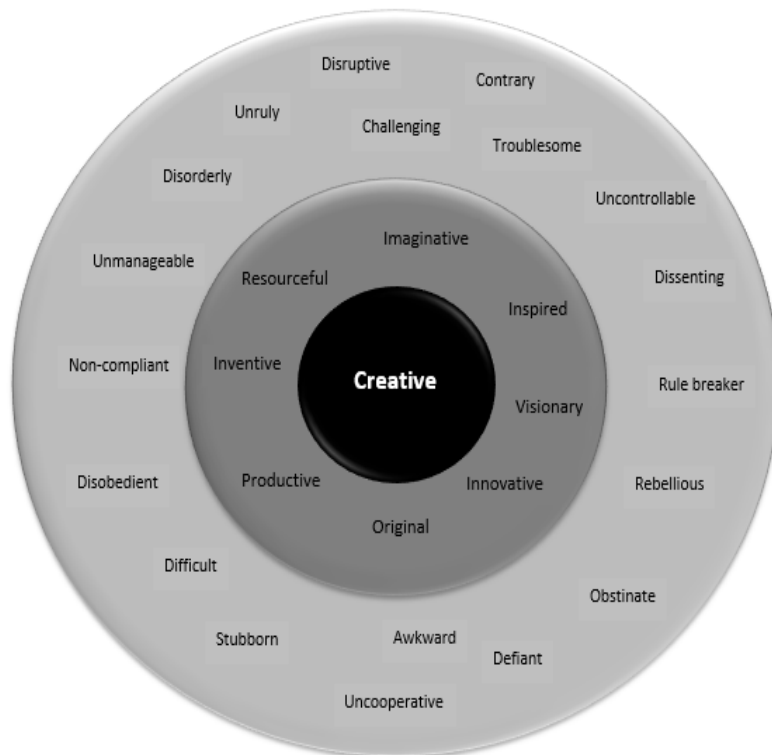 Disruptive
Contrary
Unruly
Challenging
Troublesome
Disorderly
Uncontrollable
Imaginative
Unmanageable
Resourceful
Dissenting
Inspired
Non-compliant
Inventive
Creative
Rule breaker
Visionary
Disobedient
Productive
Innovative
Rebellious
Original
Difficult
Obstinate
Stubborn
Awkward
Defiant
Uncooperative